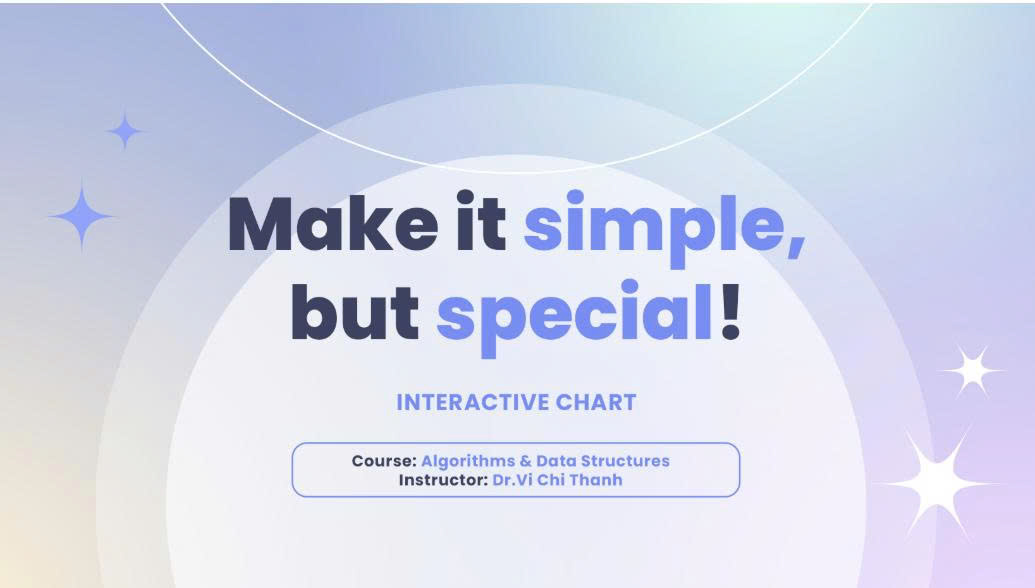 Make it simple,
but special!
INTERACTIVE CHART
Course: Algorithms & Data Structures
Instructor: Dr.Vi Chi Thanh